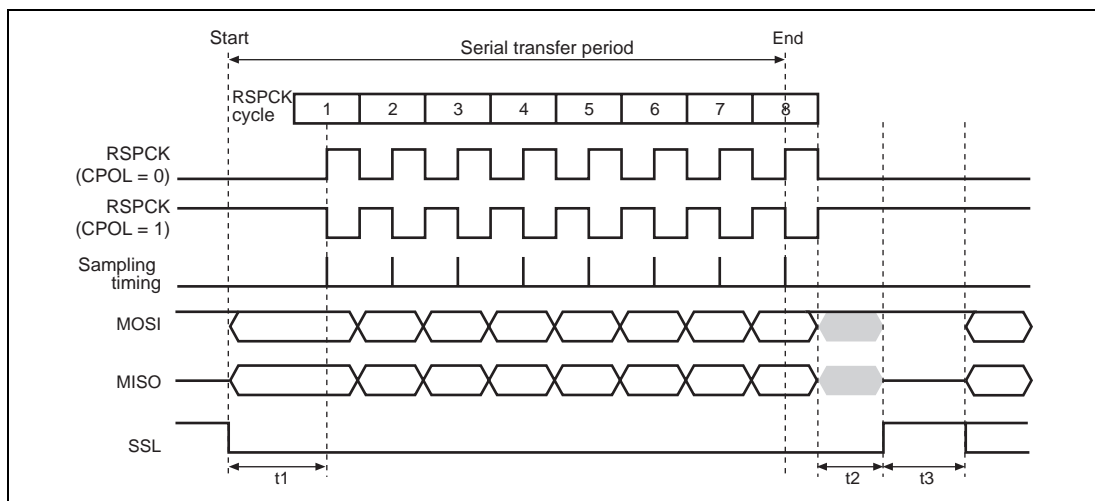 Start
End
Serial transfer period
RSPCK
cycle
1 2 3 4 5 6 7 8
RSPCK
(CPOL = 0)
RSPCK
(CPOL = 1)
Sampling
timing
MOSI
MISO
SSL
t1
t2
t3